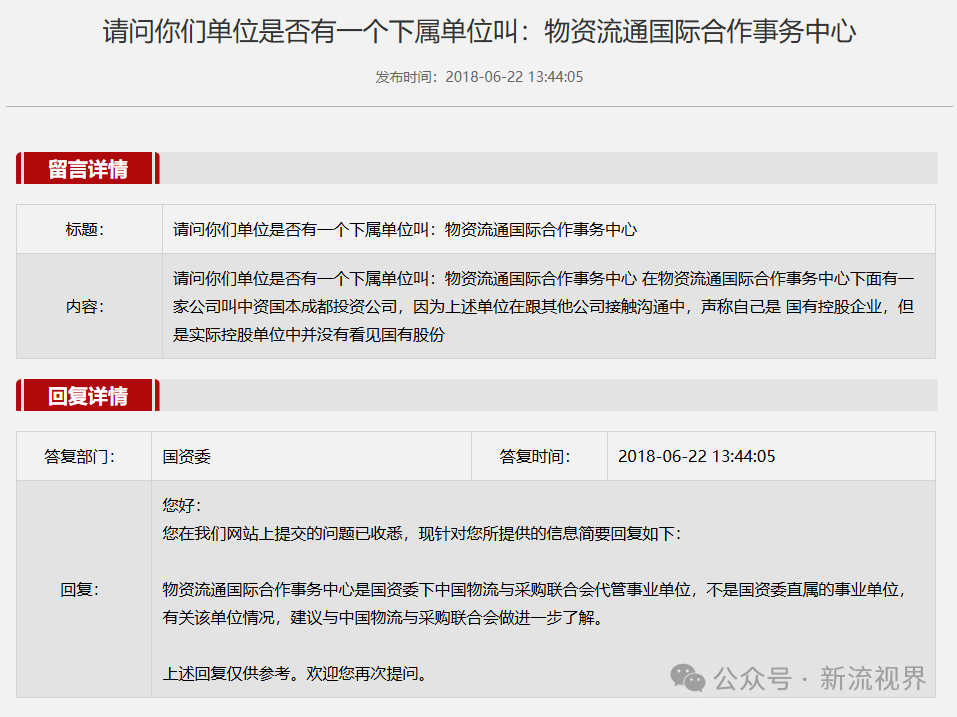 请问你们单位是否有一个下属单位叫：物资流通国际合作事务中心
发布时间：2018-06-22 13:44:05
留言详情
标题：
请问你们单位是否有一个下属单位叫：物资流通国际合作事务中心
内容：
请问你们单位是否有一个下属单位叫：物资流通国际合作事务中心 在物资流通国际合作事务中心下面有一
家公司叫中资国本成都投资公司，因为上述单位在跟其他公司接触沟通中，声称自己是 国有控股企业，但
是实际控股单位中并没有看见国有股份
回复详情
答复部门：
国资委
答复时间：
2018-06-22 13:44:05
回复：
您好：
您在我们网站上提交的问题已收悉，现针对您所提供的信息简要回复如下：
物资流通国际合作事务中心是国资委下中国物流与采购联合会代管事业单位，不是国资委直属的事业单位，
有关该单位情况，建议与中国物流与采购联合会做进一步了解。
上述回复仅供参考。欢迎您再次提问。
公众号 · 新流视界